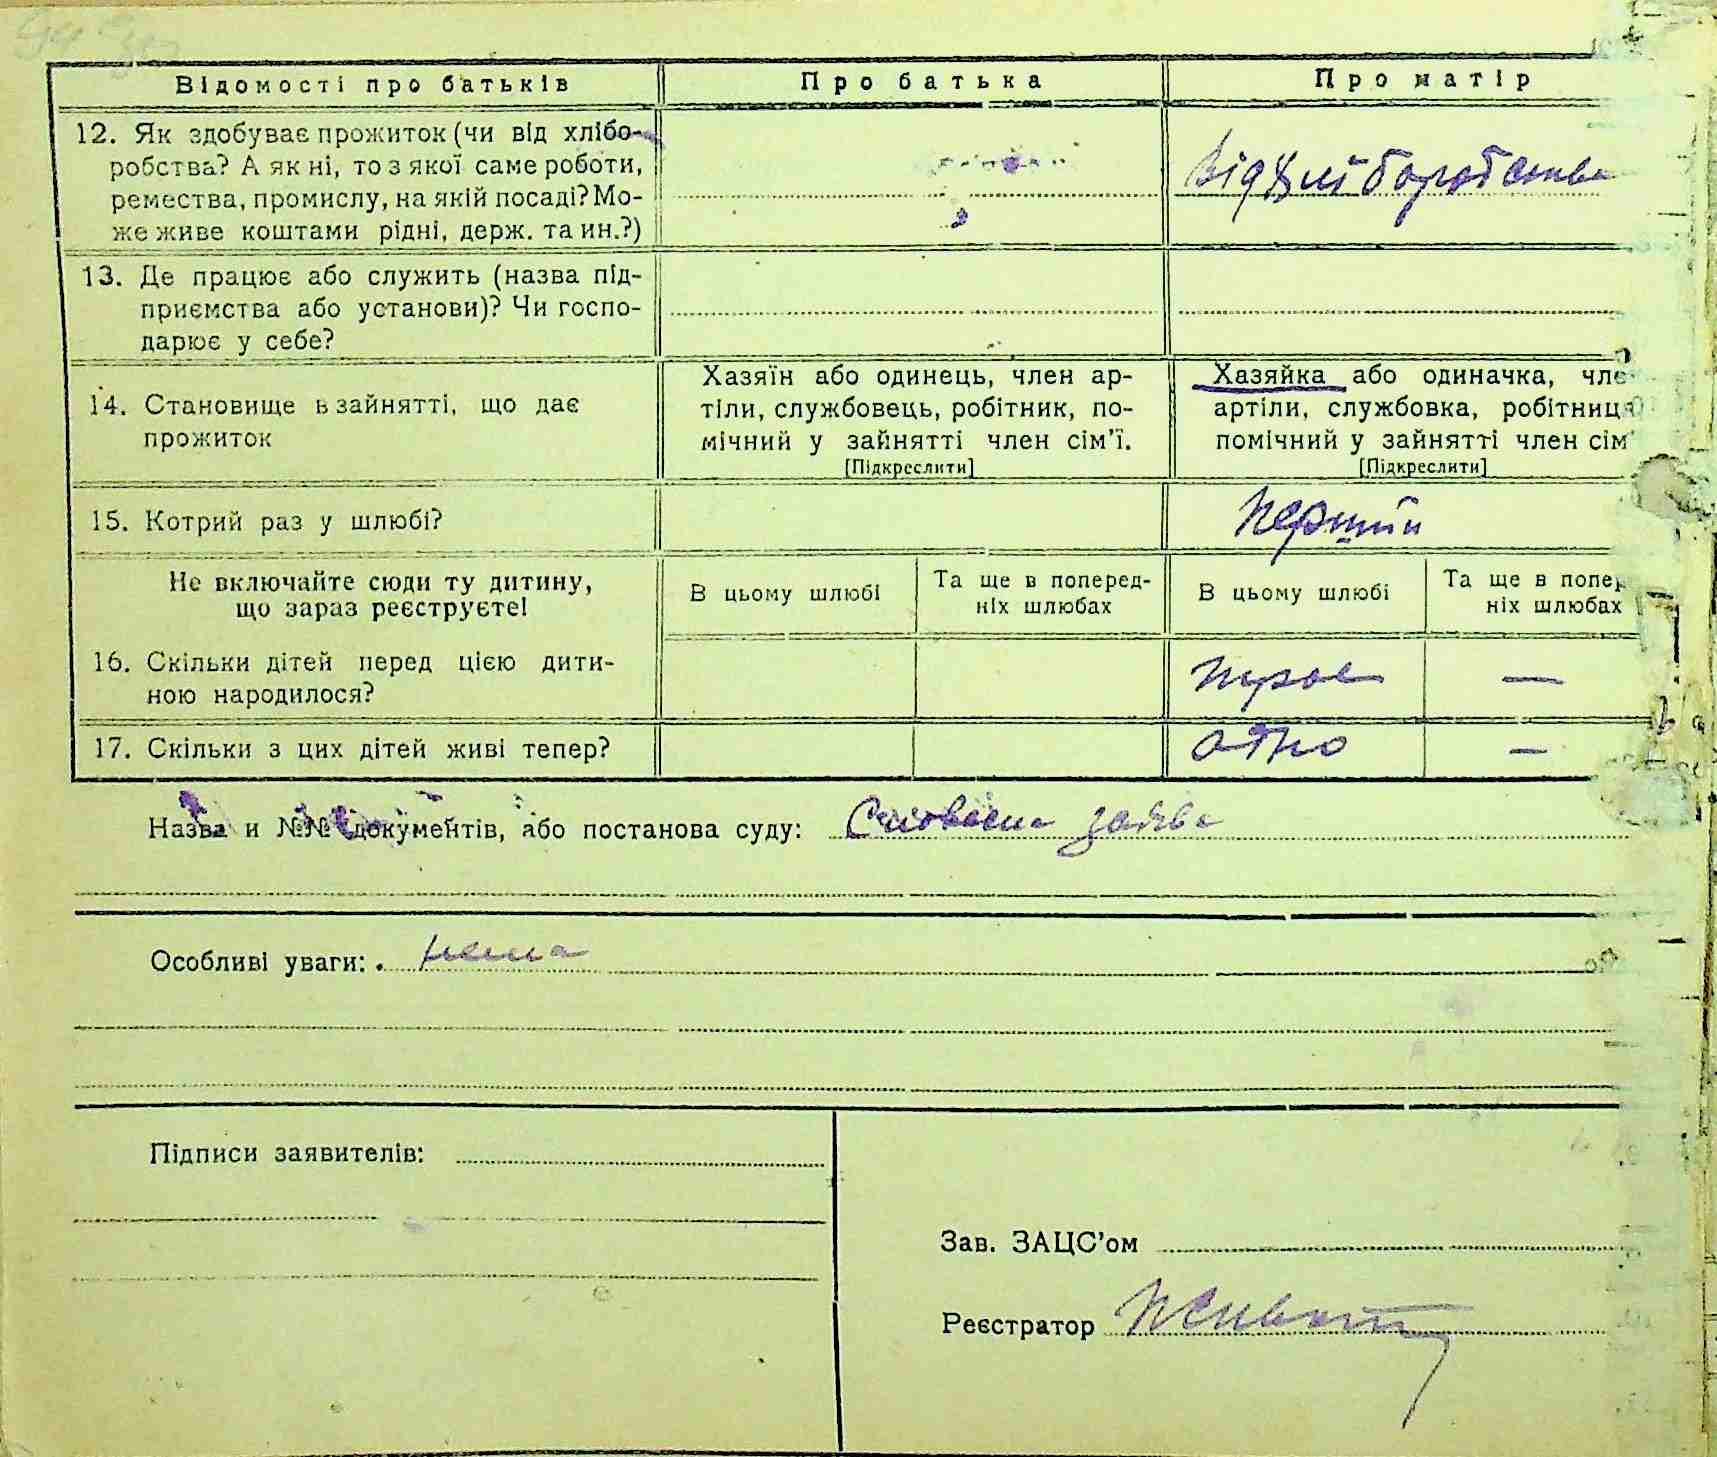 Відомості про батьків
Про батька
Про матір
12. Як здобуває прожиток (чи від хлібо-
робства? А як ні, то з якої саме роботи,
ремества, промислу, на якій посаді? Мо-
же живе коштами рідні, держ. та ин.?)
Від хліборобства
13. Де працює або служить (назва під-
приємства або установи)? Чи госпо-
дарює у себе?
14. Становище в зайнятті, що дає
прожиток
Хазяїн або одинець, член ар-
тіли, службовець, робітник, по-
мічний у зайнятті член сім'ї.
[Підкреслити]
Хазяйка або одиначка, чле
артіли, службовка, робітниця
помічний у зайнятті член сім'
[Підкреслити]
15. Котрий раз у шлюбі?
Перший
Не включайте сюди ту дитину,
що зараз реєструєте!
В цьому шлюбі
Та ще в поперед-
ніх шлюбах
В цьому шлюбі
Та ще в попер
ніх шлюбах
16. Скільки дітей перед цією дити-
ною народилося?
троє —
17. Скільки з цих дітей живі тепер?
одно —
Назва и №№ документів, або постанова суду: Словесна заява
Особливі уваги: нема
Підписи заявителів:
Зав. ЗАЦС'ом
Реєстратор